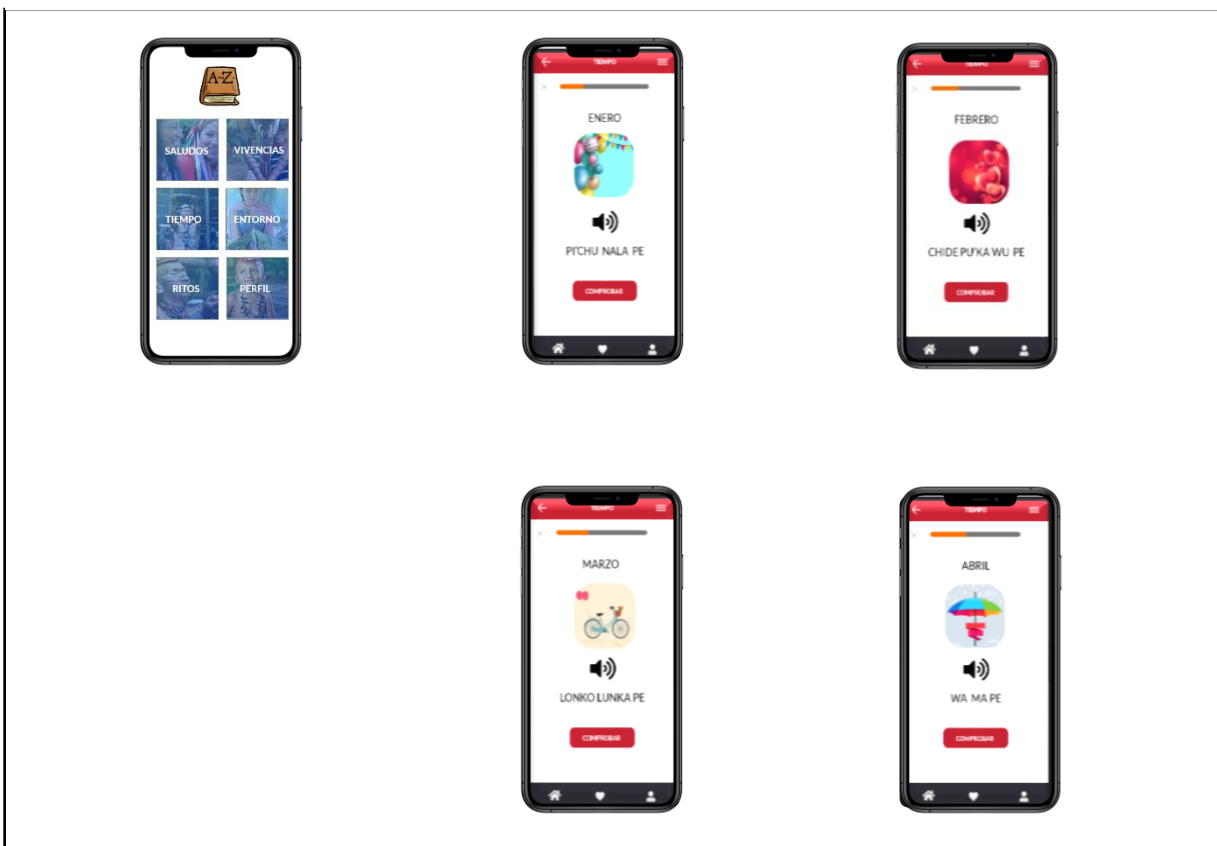 A-Z
SALUDOS
VIVENCIAS
TIEMPO
ENTORNO
RITOS
PERFIL
TIEMPO
ENERO
PI'CHU NALA PE
COMPROBAR
TIEMPO
FEBRERO
CHIDE PU'KA WU PE
COMPROBAR
TIEMPO
MARZO
LONKO LUNKA PE
COMPROBAR
TIEMPO
ABRIL
WA MA PE
COMPROBAR